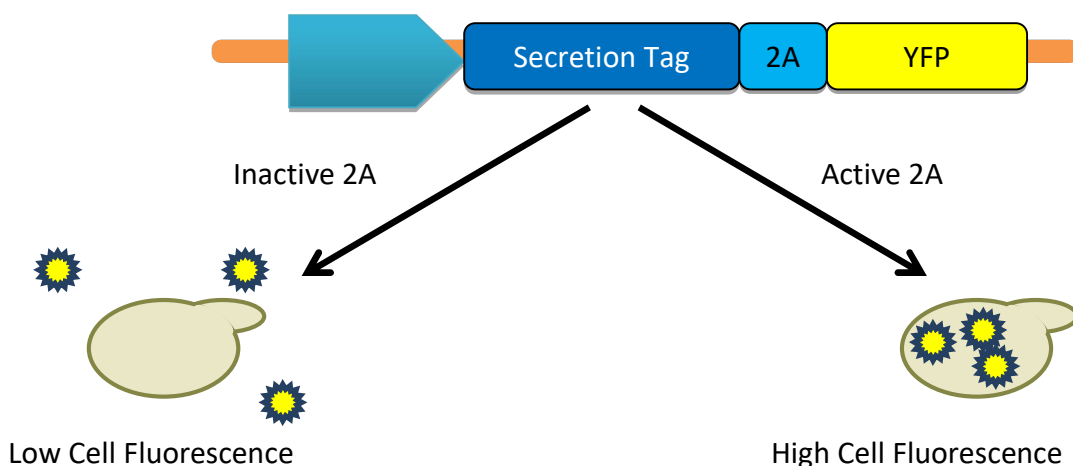 Secretion Tag 2A YFP
Inactive 2A
Active 2A
Low Cell Fluorescence
High Cell Fluorescence